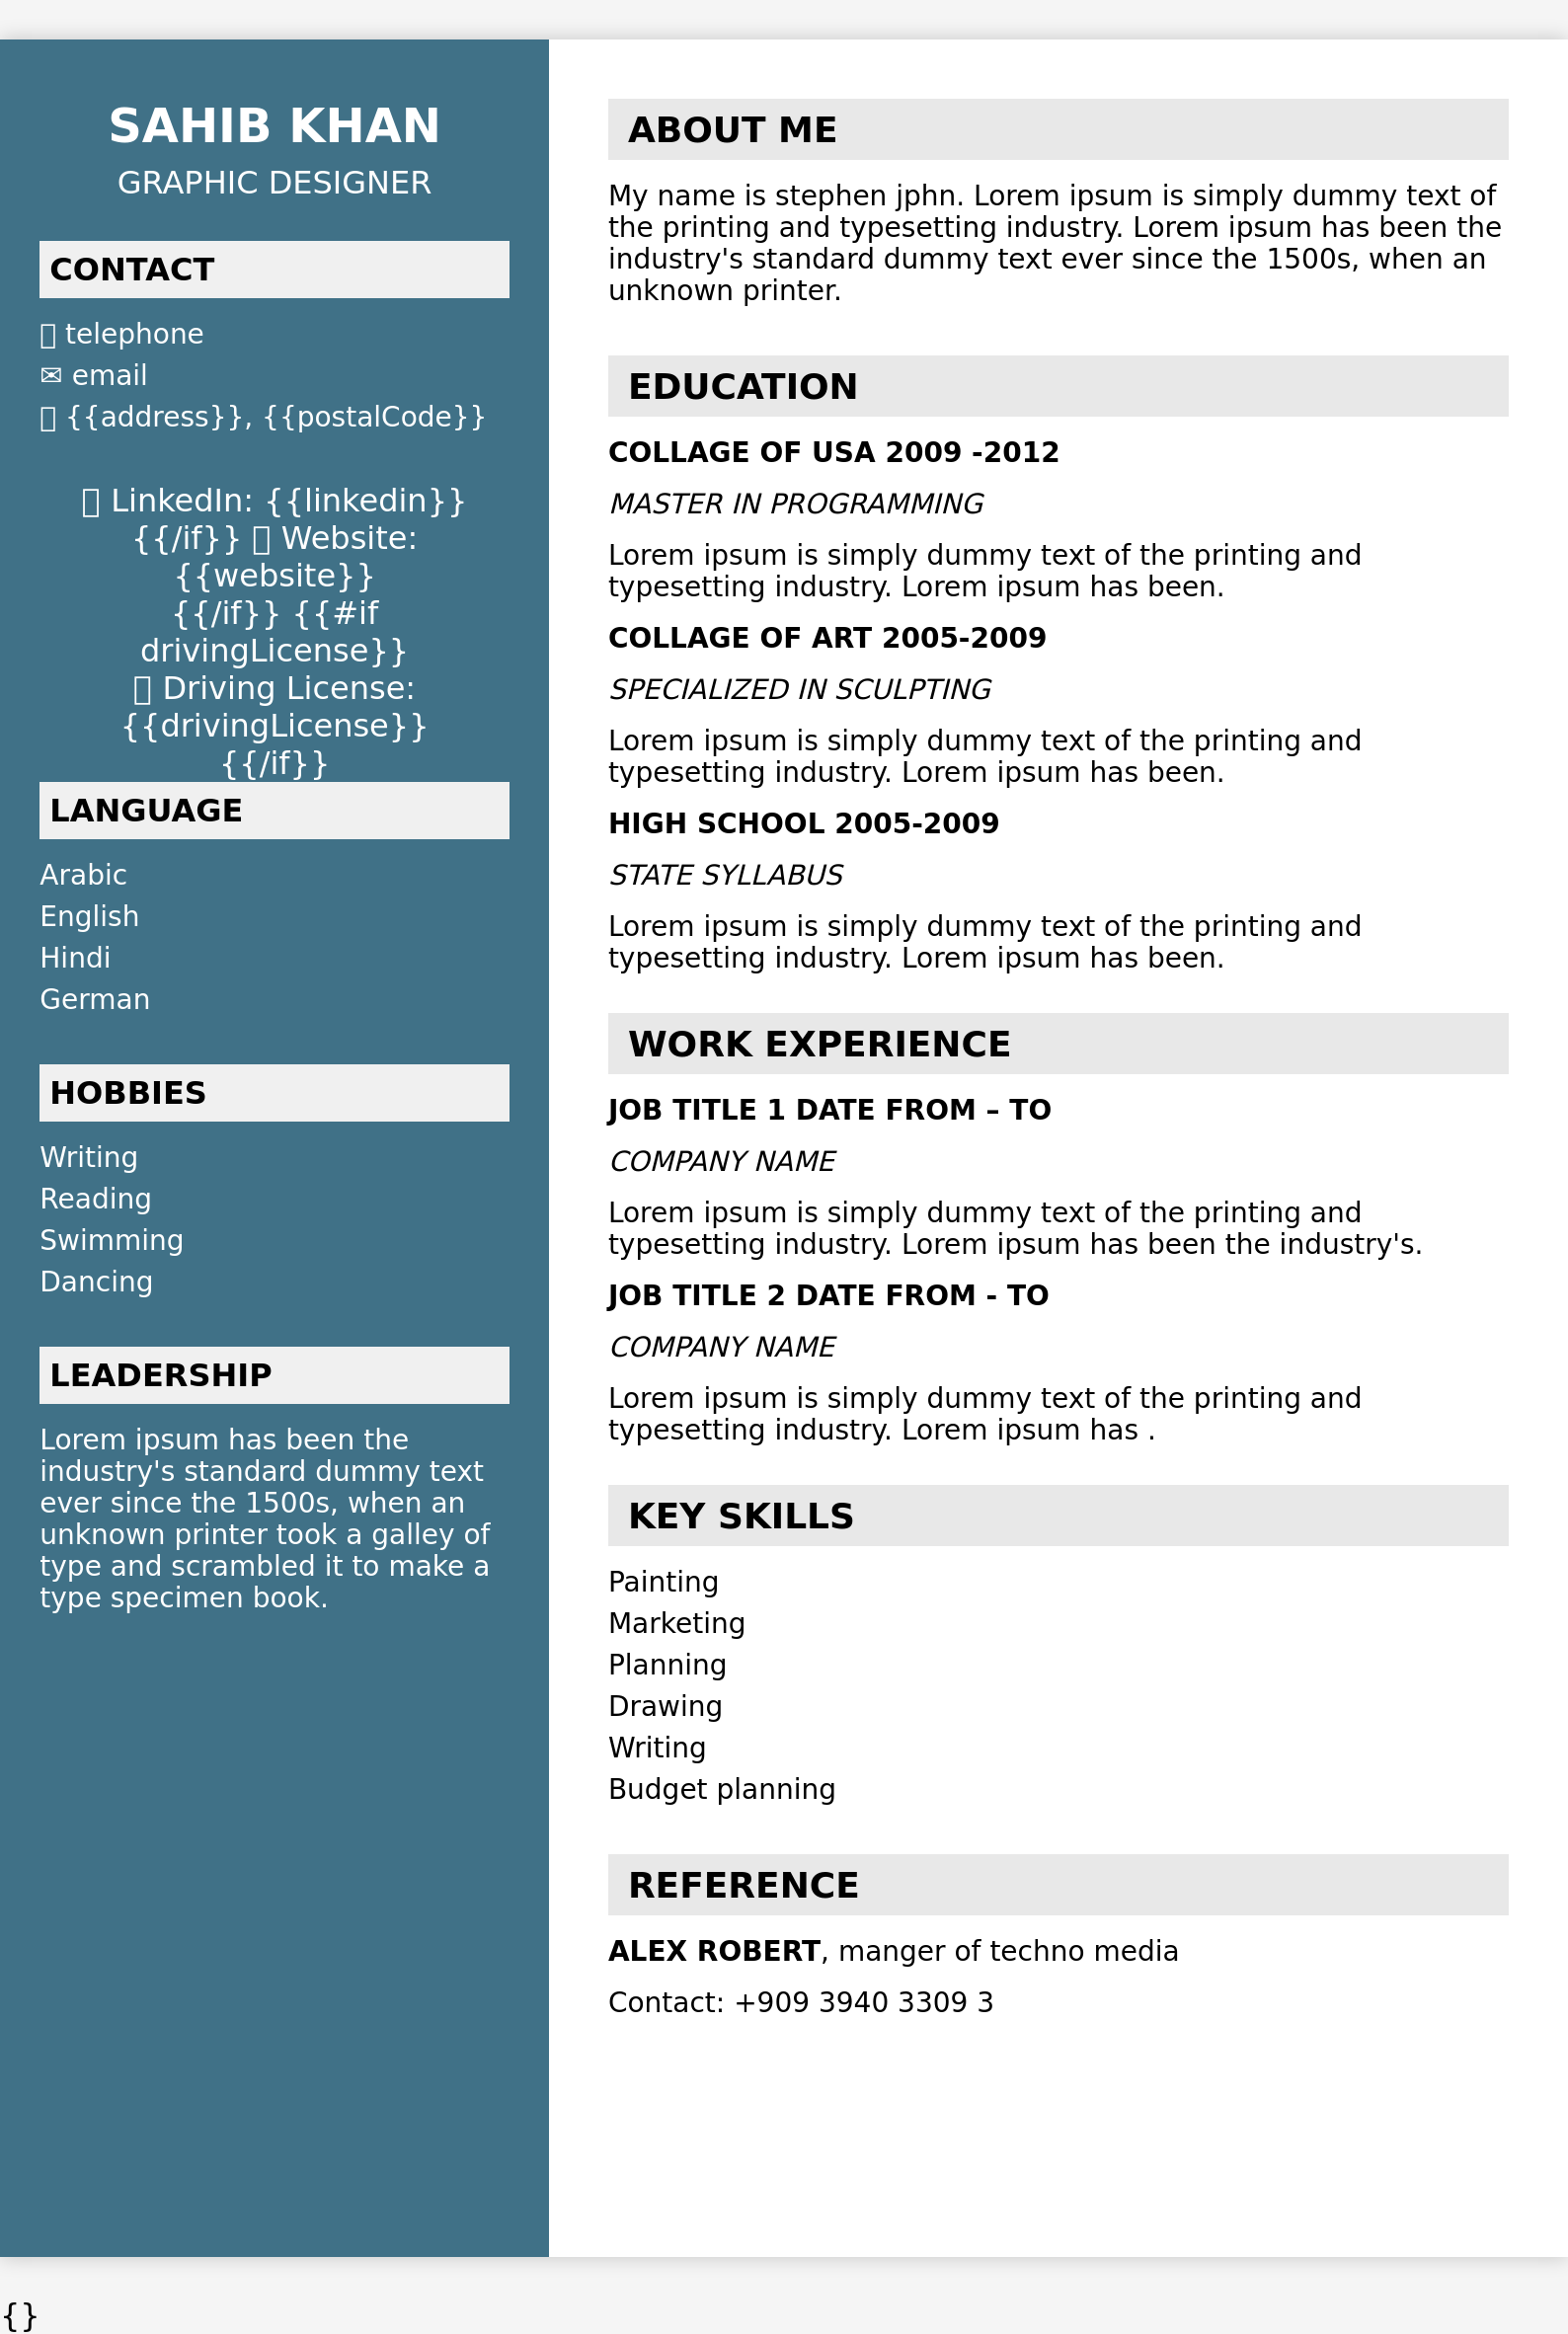 SAHIB KHAN
GRAPHIC DESIGNER
CONTACT
telephone
✉ email
{{address}}, {{postalCode}}
LinkedIn: {{linkedin}}
{{/if}} Website:
{{website}}
{{/if}} {{#if
drivingLicense}}
Driving License:
{{drivingLicense}}
{{/if}}
LANGUAGE
Arabic
English
Hindi
German
HOBBIES
Writing
Reading
Swimming
Dancing
LEADERSHIP
Lorem ipsum has been the
industry's standard dummy text
ever since the 1500s, when an
unknown printer took a galley of
type and scrambled it to make a
type specimen book.
ABOUT ME
My name is stephen jphn. Lorem ipsum is simply dummy text of
the printing and typesetting industry. Lorem ipsum has been the
industry's standard dummy text ever since the 1500s, when an
unknown printer.
EDUCATION
COLLAGE OF USA 2009 -2012
MASTER IN PROGRAMMING
Lorem ipsum is simply dummy text of the printing and
typesetting industry. Lorem ipsum has been.
COLLAGE OF ART 2005-2009
SPECIALIZED IN SCULPTING
Lorem ipsum is simply dummy text of the printing and
typesetting industry. Lorem ipsum has been.
HIGH SCHOOL 2005-2009
STATE SYLLABUS
Lorem ipsum is simply dummy text of the printing and
typesetting industry. Lorem ipsum has been.
WORK EXPERIENCE
JOB TITLE 1 DATE FROM – TO
COMPANY NAME
Lorem ipsum is simply dummy text of the printing and
typesetting industry. Lorem ipsum has been the industry's.
JOB TITLE 2 DATE FROM - TO
COMPANY NAME
Lorem ipsum is simply dummy text of the printing and
typesetting industry. Lorem ipsum has .
KEY SKILLS
Painting
Marketing
Planning
Drawing
Writing
Budget planning
REFERENCE
ALEX ROBERT, manger of techno media
Contact: +909 3940 3309 3
{}